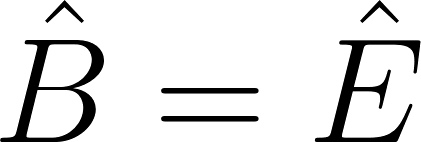 B̂ = Ê